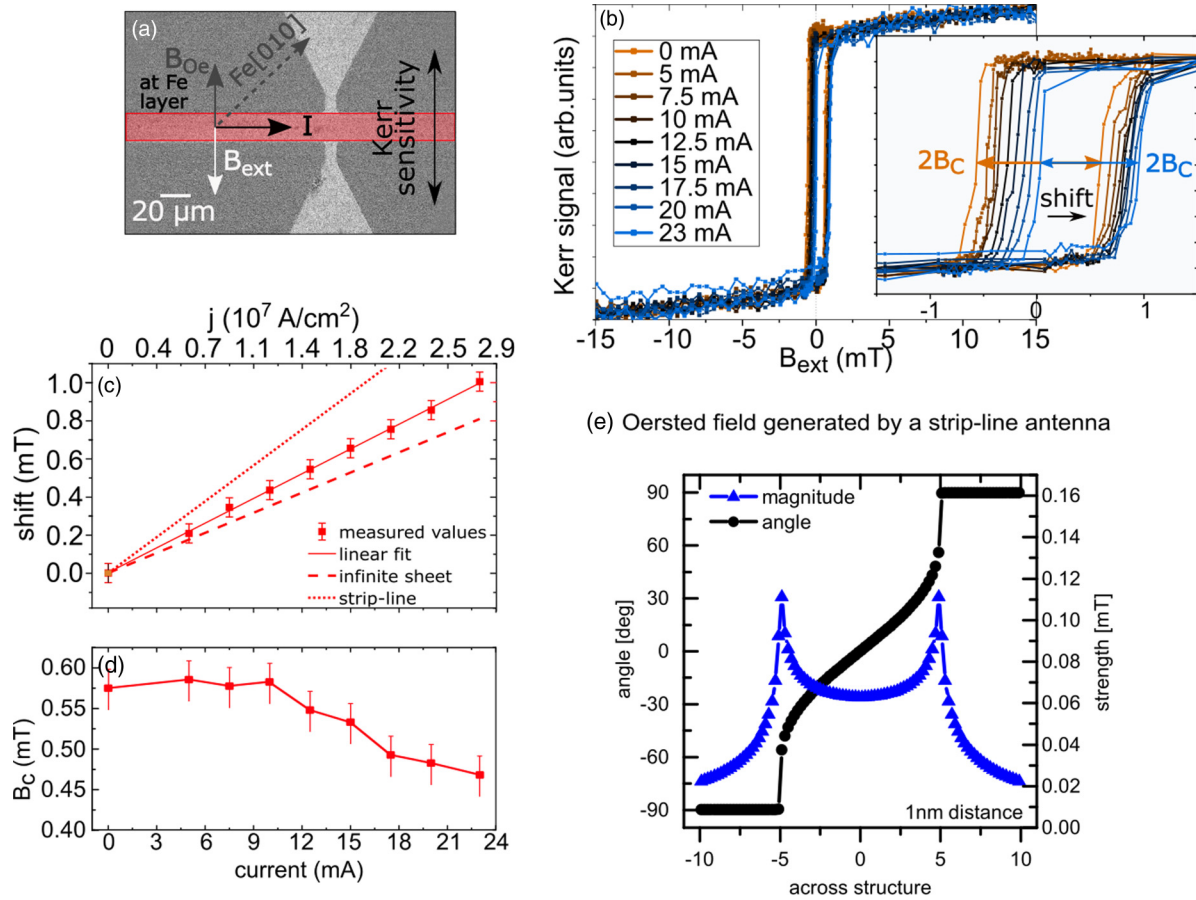 (a)
B_Oe
Fe[010]
at Fe
layer
I
B_ext
Kerr
sensitivity
20 µm
(b)
Kerr signal (arb.units)
0 mA
5 mA
7.5 mA
10 mA
12.5 mA
15 mA
17.5 mA
20 mA
23 mA
2B_C
2B_C
shift
-1 0 1
-15 -10 -5 0 5 10 15
B_ext (mT)
j (10^7 A/cm^2)
0 0.4 0.7 1.1 1.4 1.8 2.2 2.5 2.9
(c)
shift (mT)
1.0
0.8
0.6
0.4
0.2
0.0
measured values
linear fit
infinite sheet
strip-line
(d)
B_C (mT)
0.60
0.55
0.50
0.45
0.40
0 3 6 9 12 15 18 21 24
current (mA)
(e) Oersted field generated by a strip-line antenna
angle [deg]
90
60
30
0
-30
-60
-90
magnitude
angle
0.16
0.14
0.12
0.10
0.08
0.06
0.04
0.02
0.00
strength [mT]
1nm distance
-10 -5 0 5 10
across structure